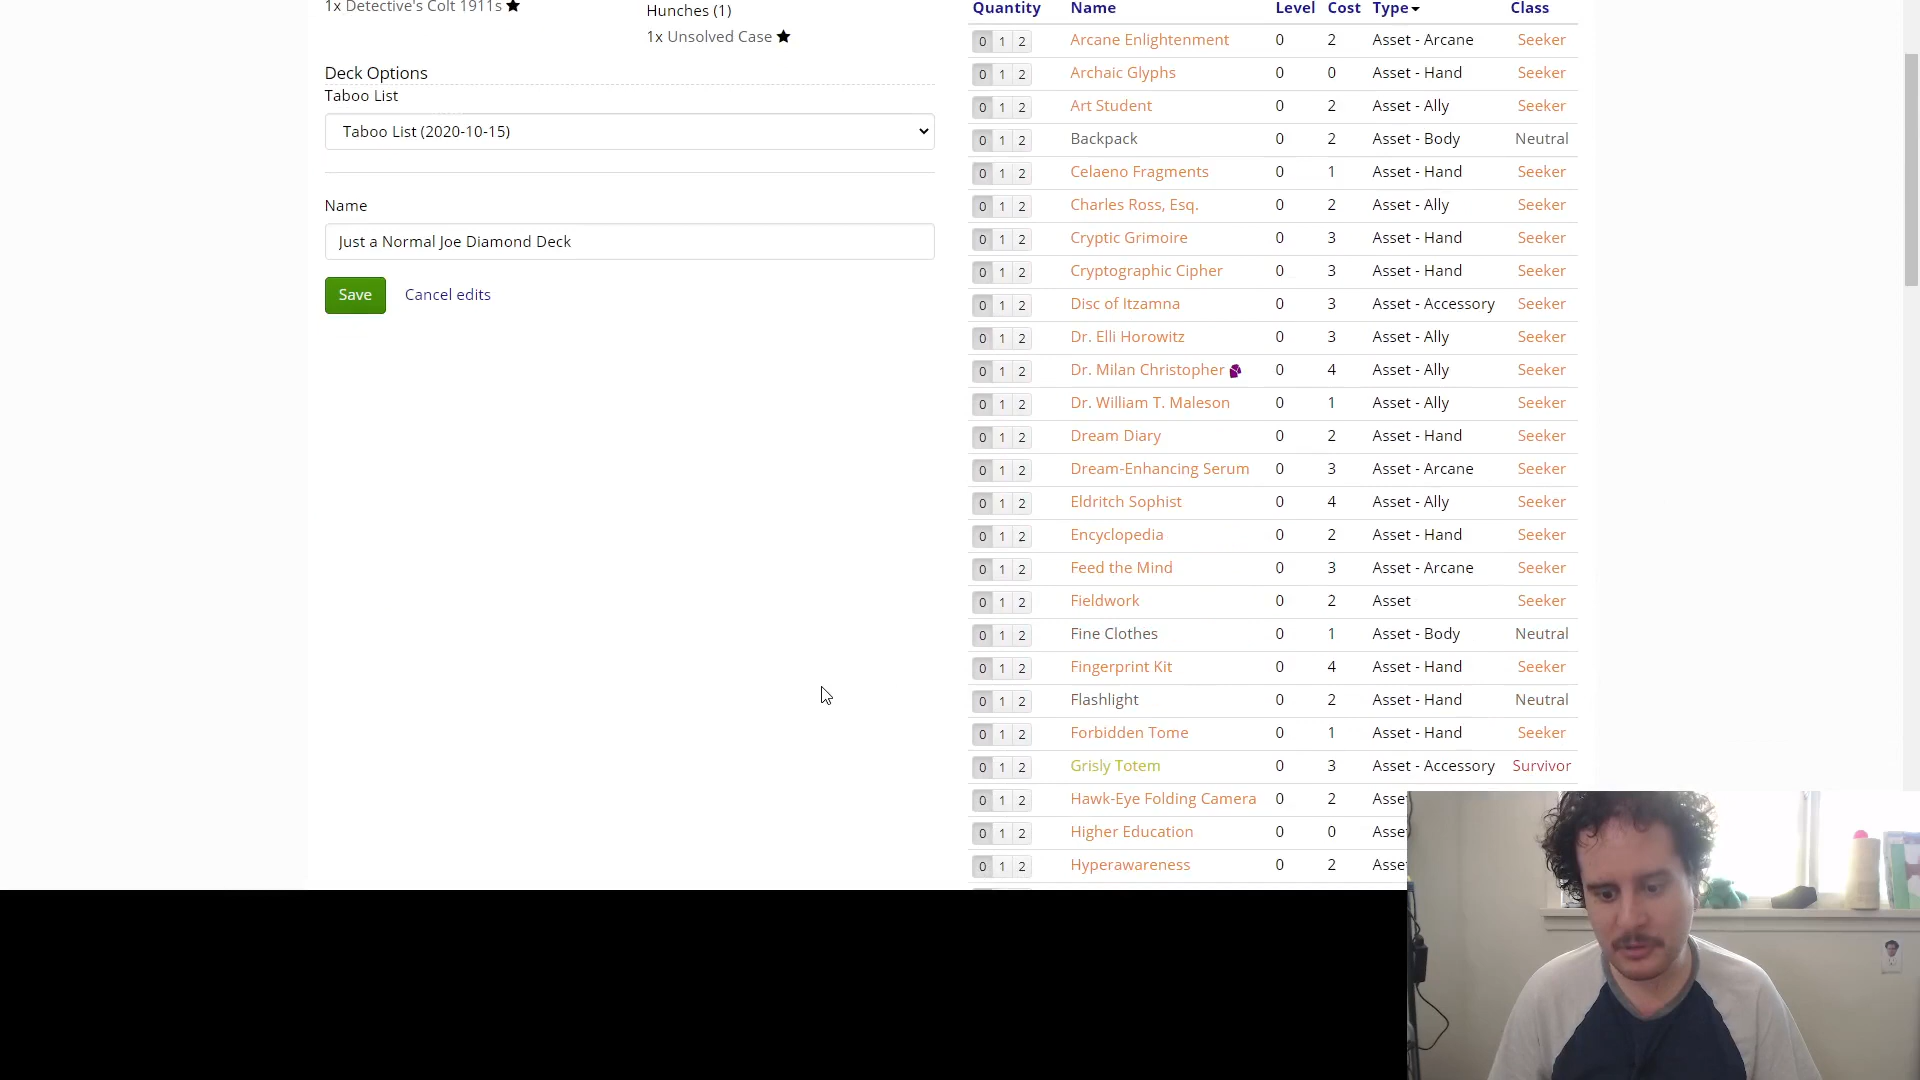 1x Detective's Colt 1911s ★
Hunches (1)
1x Unsolved Case ★
Deck Options
Taboo List
Taboo List (2020-10-15)
Name
Just a Normal Joe Diamond Deck
Save Cancel edits
Quantity Name Level Cost Type Class
0 1 2 Arcane Enlightenment 0 2 Asset - Arcane Seeker
0 1 2 Archaic Glyphs 0 0 Asset - Hand Seeker
0 1 2 Art Student 0 2 Asset - Ally Seeker
0 1 2 Backpack 0 2 Asset - Body Neutral
0 1 2 Celaeno Fragments 0 1 Asset - Hand Seeker
0 1 2 Charles Ross, Esq. 0 2 Asset - Ally Seeker
0 1 2 Cryptic Grimoire 0 3 Asset - Hand Seeker
0 1 2 Cryptographic Cipher 0 3 Asset - Hand Seeker
0 1 2 Disc of Itzamna 0 3 Asset - Accessory Seeker
0 1 2 Dr. Elli Horowitz 0 3 Asset - Ally Seeker
0 1 2 Dr. Milan Christopher 0 4 Asset - Ally Seeker
0 1 2 Dr. William T. Maleson 0 1 Asset - Ally Seeker
0 1 2 Dream Diary 0 2 Asset - Hand Seeker
0 1 2 Dream-Enhancing Serum 0 3 Asset - Arcane Seeker
0 1 2 Eldritch Sophist 0 4 Asset - Ally Seeker
0 1 2 Encyclopedia 0 2 Asset - Hand Seeker
0 1 2 Feed the Mind 0 3 Asset - Arcane Seeker
0 1 2 Fieldwork 0 2 Asset Seeker
0 1 2 Fine Clothes 0 1 Asset - Body Neutral
0 1 2 Fingerprint Kit 0 4 Asset - Hand Seeker
0 1 2 Flashlight 0 2 Asset - Hand Neutral
0 1 2 Forbidden Tome 0 1 Asset - Hand Seeker
0 1 2 Grisly Totem 0 3 Asset - Accessory Survivor
0 1 2 Hawk-Eye Folding Camera 0 2 Asse
0 1 2 Higher Education 0 0 Asse
0 1 2 Hyperawareness 0 2 Asse